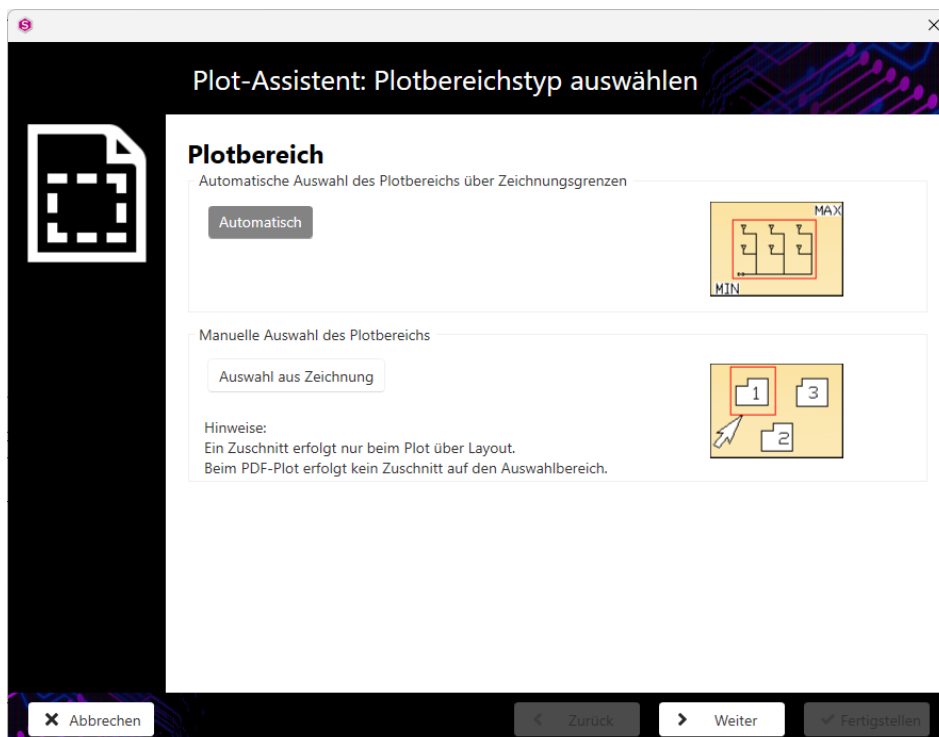 S
Plot-Assistent: Plotbereichstyp auswählen
Plotbereich
Automatische Auswahl des Plotbereichs über Zeichnungsgrenzen
Automatisch
MAX
MIN
Manuelle Auswahl des Plotbereichs
Auswahl aus Zeichnung
1
3
2
Hinweise:
Ein Zuschnitt erfolgt nur beim Plot über Layout.
Beim PDF-Plot erfolgt kein Zuschnitt auf den Auswahlbereich.
Abbrechen
Zurück
Weiter
Fertigstellen